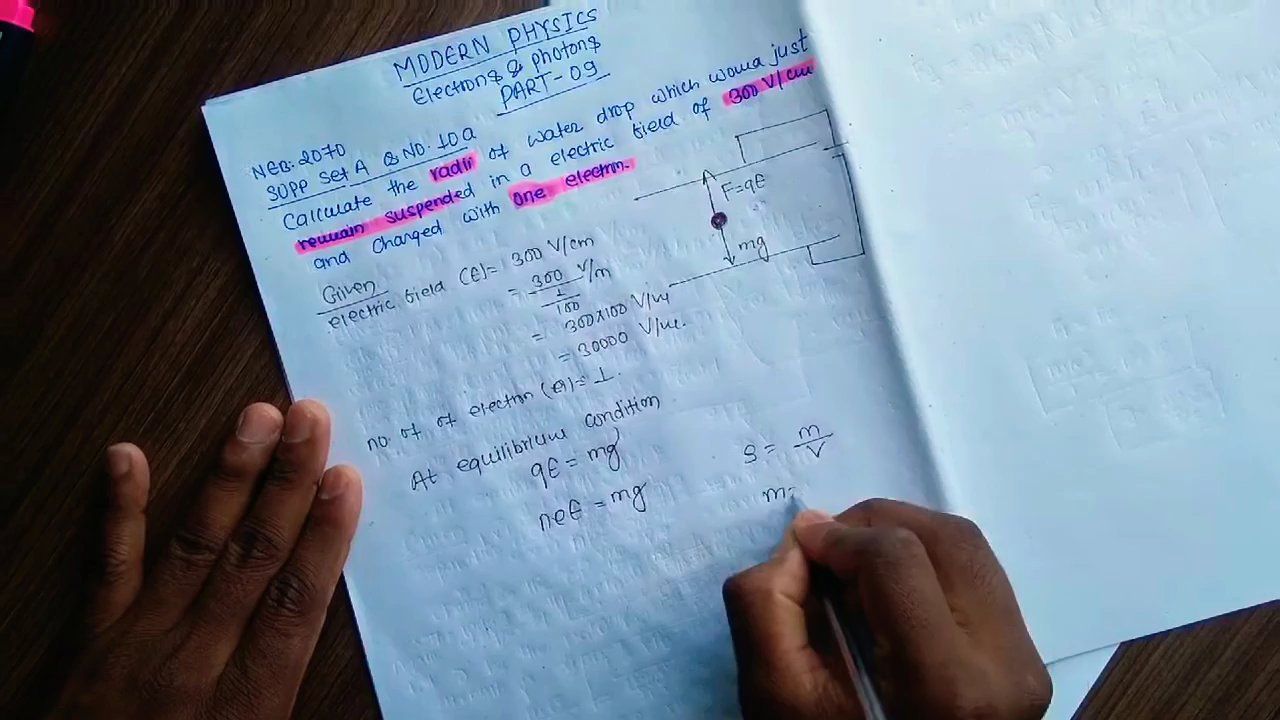 MODERN PHYSICS
Electrons & photons
PART-09
NEB: 2070
SUPP Set A Q NO. 10a
Calculate the radii of water drop which would just
remain suspended in a electric field of 300 V/cm
and charged with one electron.
F=qE
mg
Given
electric field (E)= 300 V/cm
= 300 V/m
1
100
= 300x100 V/m
= 30000 V/m.
no. of of electron (n)= 1.
At equilibrium condition
qE = mg
neE = mg
S = m
V
m=